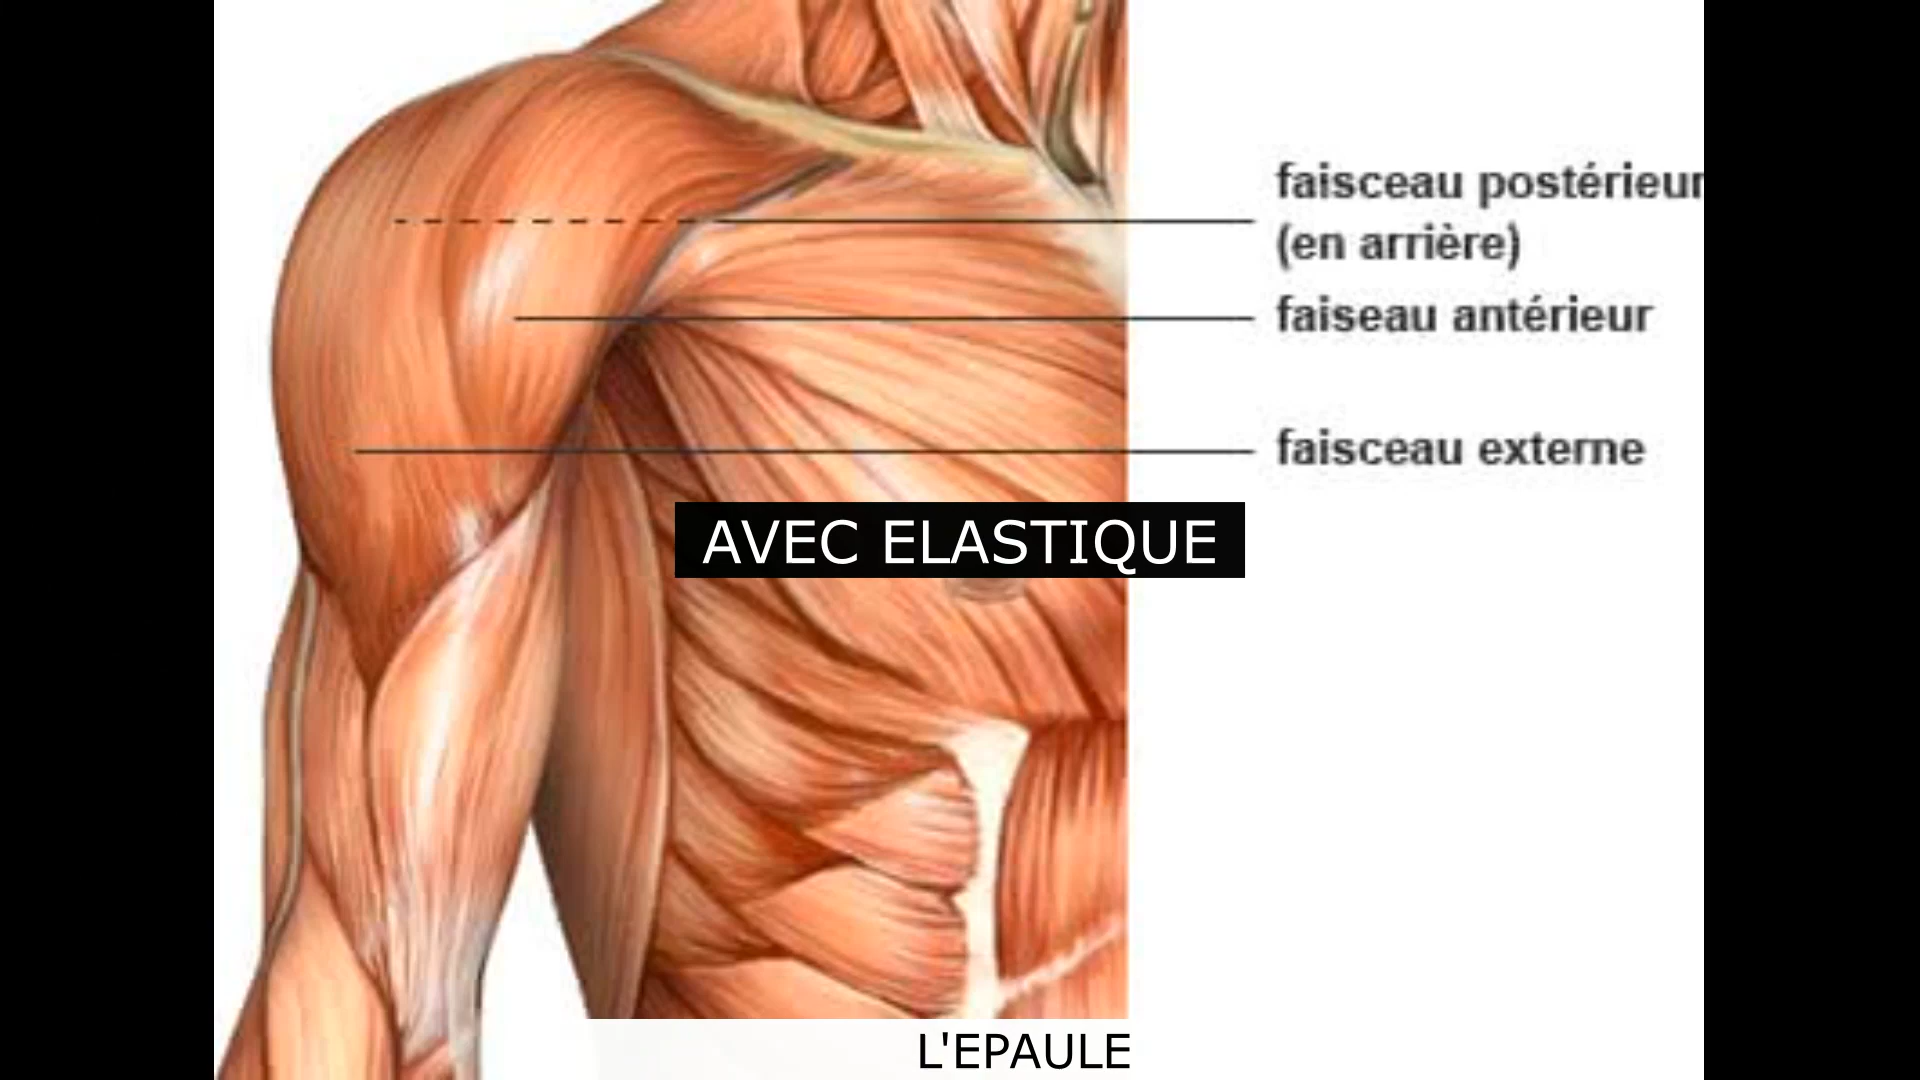 faisceau postérieur
(en arrière)
faiseau antérieur
faisceau externe
AVEC ELASTIQUE
L'EPAULE